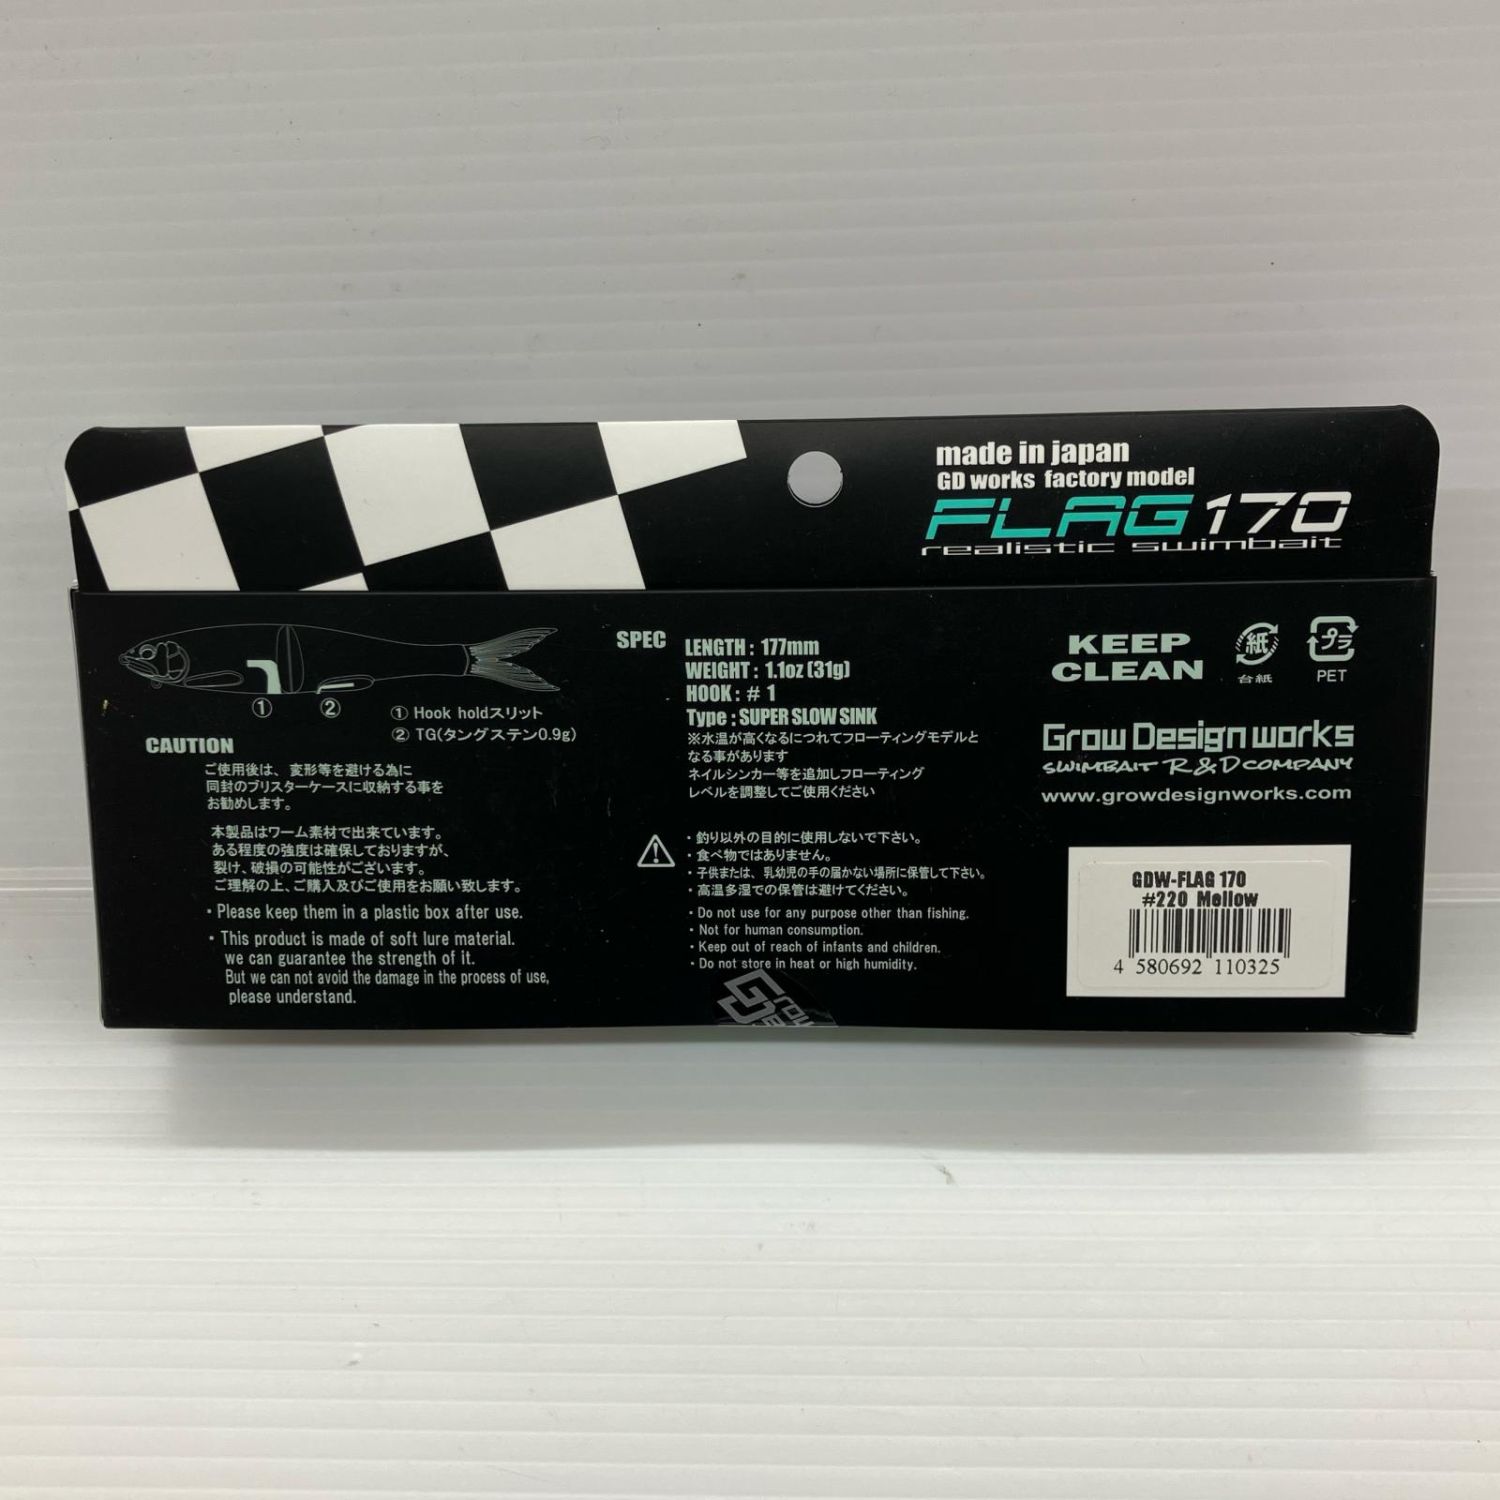 made in japan
GD works factory model
FLAG 170
realistic swimbait
① ②
① Hook holdスリット
② TG(タングステン0.9g)
CAUTION
ご使用後は、変形等を避ける為に
同封のブリスターケースに収納する事を
お勧めします。
本製品はワーム素材で出来ています。
ある程度の強度は確保しておりますが、
裂け、破損の可能性がございます。
ご理解の上、ご購入及びご使用をお願い致します。
・Please keep them in a plastic box after use.
・This product is made of soft lure material.
we can guarantee the strength of it.
But we can not avoid the damage in the process of use,
please understand.
SPEC
LENGTH : 177mm
WEIGHT : 1.1oz (31g)
HOOK : # 1
Type : SUPER SLOW SINK
※水温が高くなるにつれてフローティングモデルと
なる事があります
ネイルシンカー等を追加しフローティング
レベルを調整してご使用ください
・釣り以外の目的に使用しないで下さい。
・食べ物ではありません。
・子供または、乳幼児の手の届かない場所に保管して下さい。
・高温多湿での保管は避けてください。
・Do not use for any purpose other than fishing.
・Not for human consumption.
・Keep out of reach of infants and children.
・Do not store in heat or high humidity.
KEEP
CLEAN
紙
台紙
プラ
PET
Grow Design works
SWIMBAIT R&D COMPANY
www.growdesignworks.com
GDW-FLAG 170
#220 Mellow
4 580692 110325